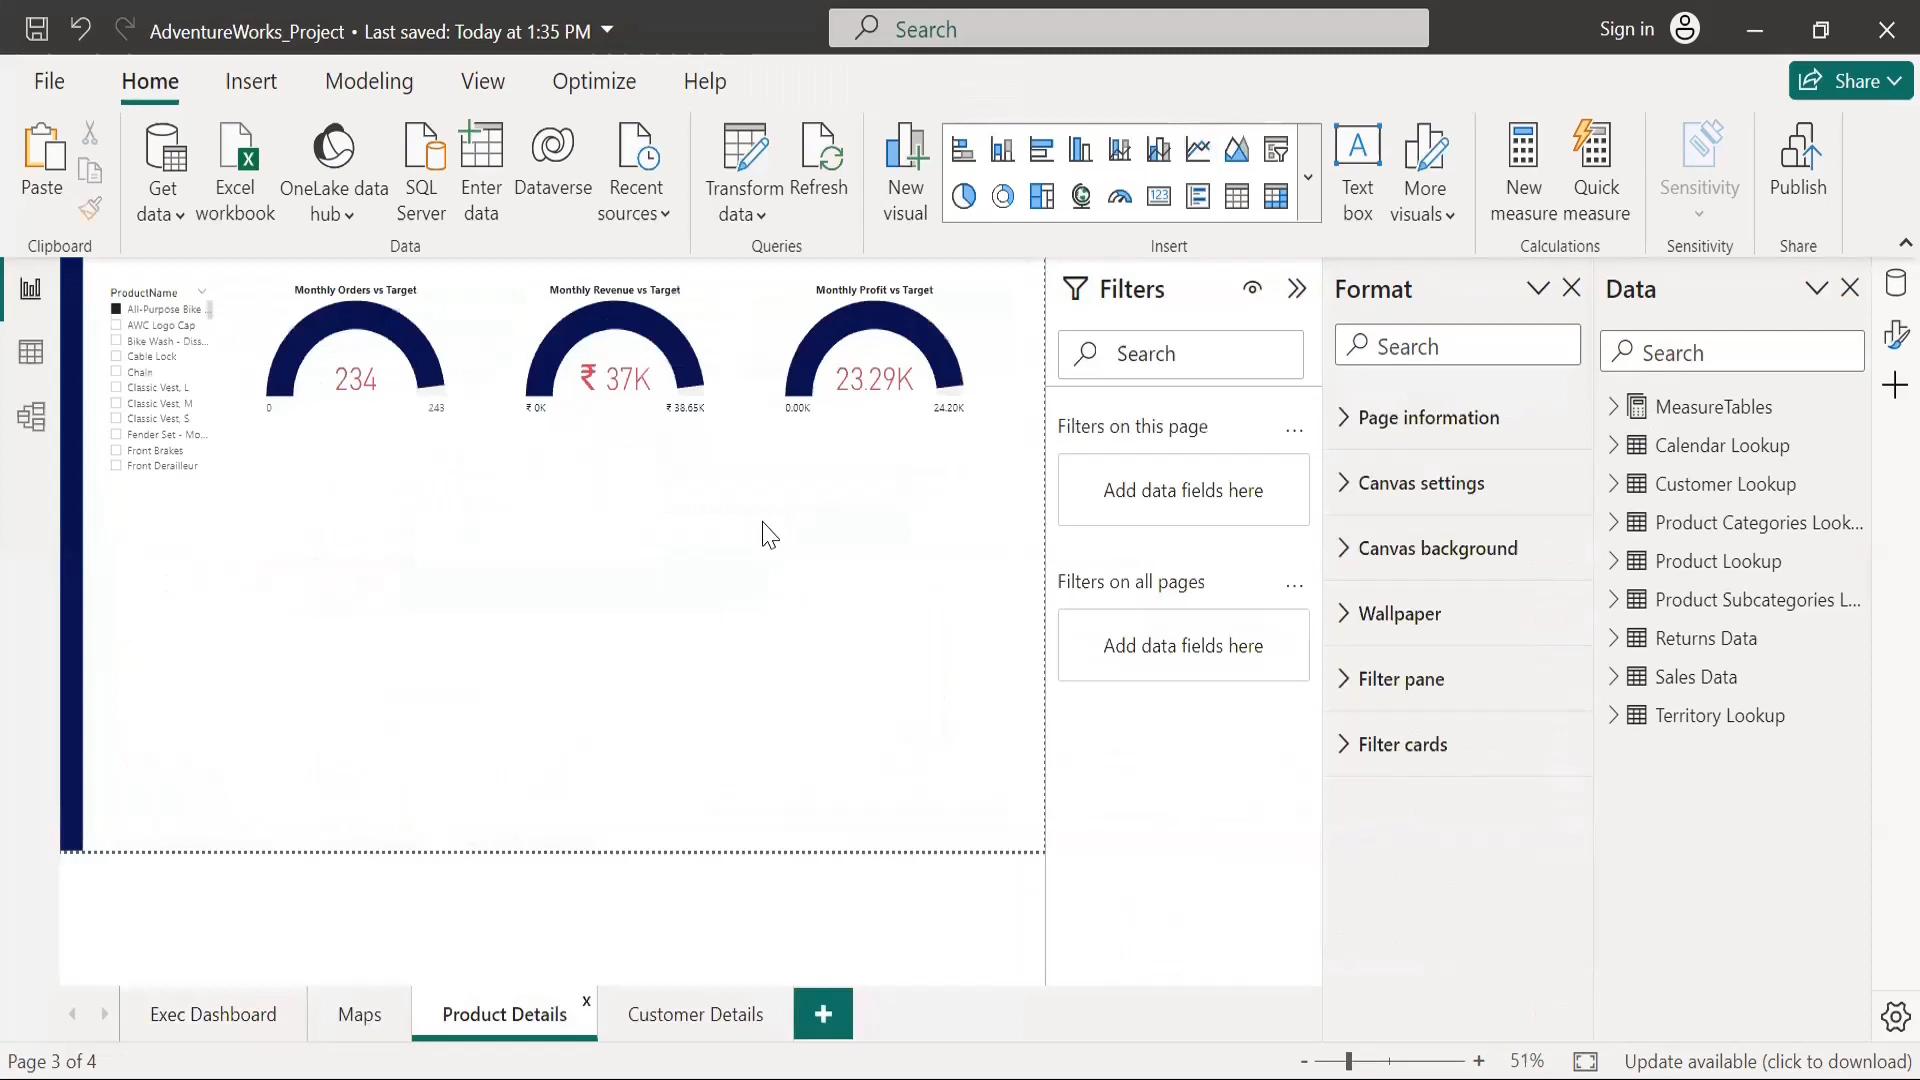 AdventureWorks_Project • Last saved: Today at 1:35 PM
Search
Sign in
File
Home
Insert
Modeling
View
Optimize
Help
Share
Paste
Get
data
Excel
workbook
OneLake data
hub
SQL
Server
Enter
data
Dataverse
Recent
sources
Transform
data
Refresh
New
visual
123
A
Text
box
More
visuals
New
measure
Quick
measure
Sensitivity
Publish
Clipboard
Data
Queries
Insert
Calculations
Sensitivity
Share
ProductName
All-Purpose Bike ...
AWC Logo Cap
Bike Wash - Diss...
Cable Lock
Chain
Classic Vest, L
Classic Vest, M
Classic Vest, S
Fender Set - Mo...
Front Brakes
Front Derailleur
Monthly Orders vs Target
234
0
243
Monthly Revenue vs Target
₹ 37K
₹ 0K
₹ 38.65K
Monthly Profit vs Target
23.29K
0.00K
24.20K
Filters
Search
Filters on this page
...
Add data fields here
Filters on all pages
...
Add data fields here
Format
Search
Page information
Canvas settings
Canvas background
Wallpaper
Filter pane
Filter cards
Data
Search
MeasureTables
Calendar Lookup
Customer Lookup
Product Categories Look...
Product Lookup
Product Subcategories L...
Returns Data
Sales Data
Territory Lookup
Exec Dashboard
Maps
Product Details
x
Customer Details
+
Page 3 of 4
-
+
51%
Update available (click to download)